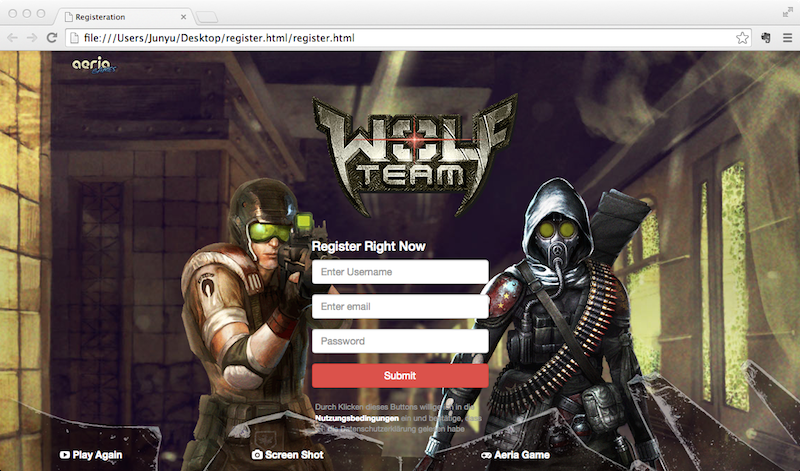 Registeration
file:///Users/Junyu/Desktop/register.html/register.html
aeria
GAMES
WOLF
TEAM
Register Right Now
Enter Username
Enter email
Password
Submit
Durch Klicken dieses Buttons willige ich in die
Nutzungsbedingungen ein und bestätige, dass
ich die Datenschutzerklärung gelesen habe
Play Again
Screen Shot
Aeria Game